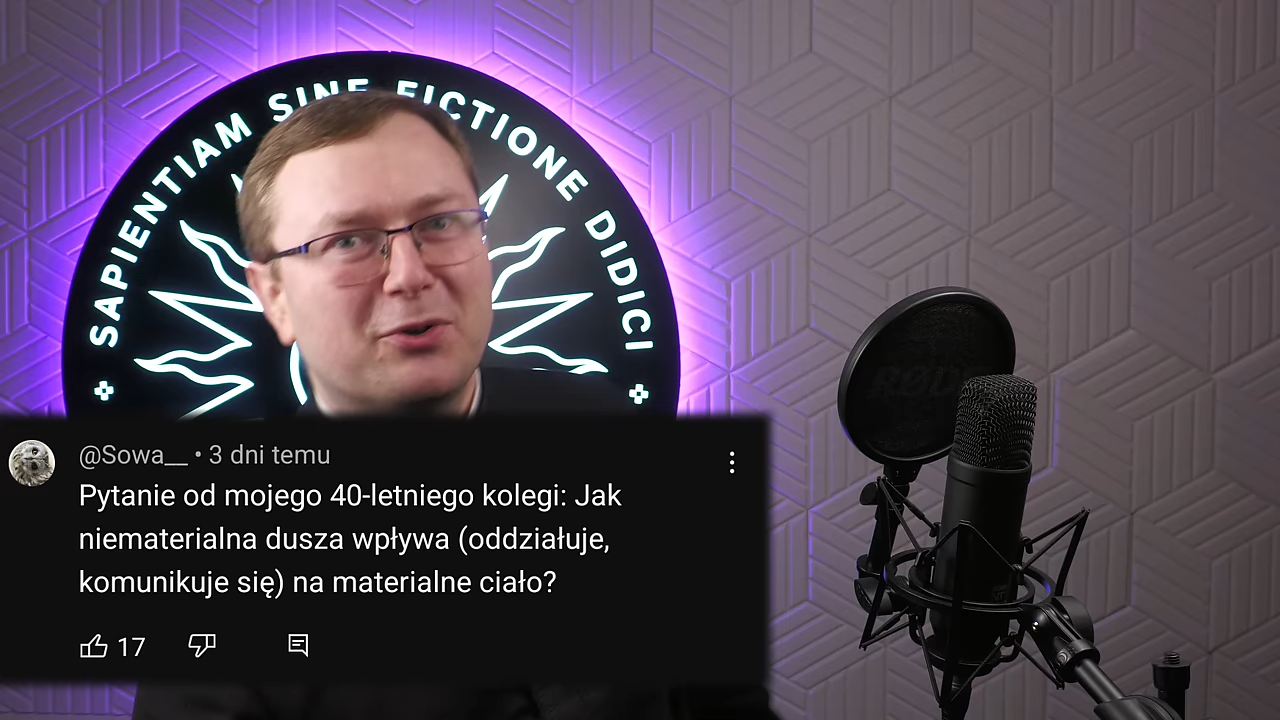 SAPIENTIAM SINE FICTIONE DIDICI
RØDE
@Sowa__ • 3 dni temu
Pytanie od mojego 40-letniego kolegi: Jak
niematerialna dusza wpływa (oddziałuje,
komunikuje się) na materialne ciało?
17